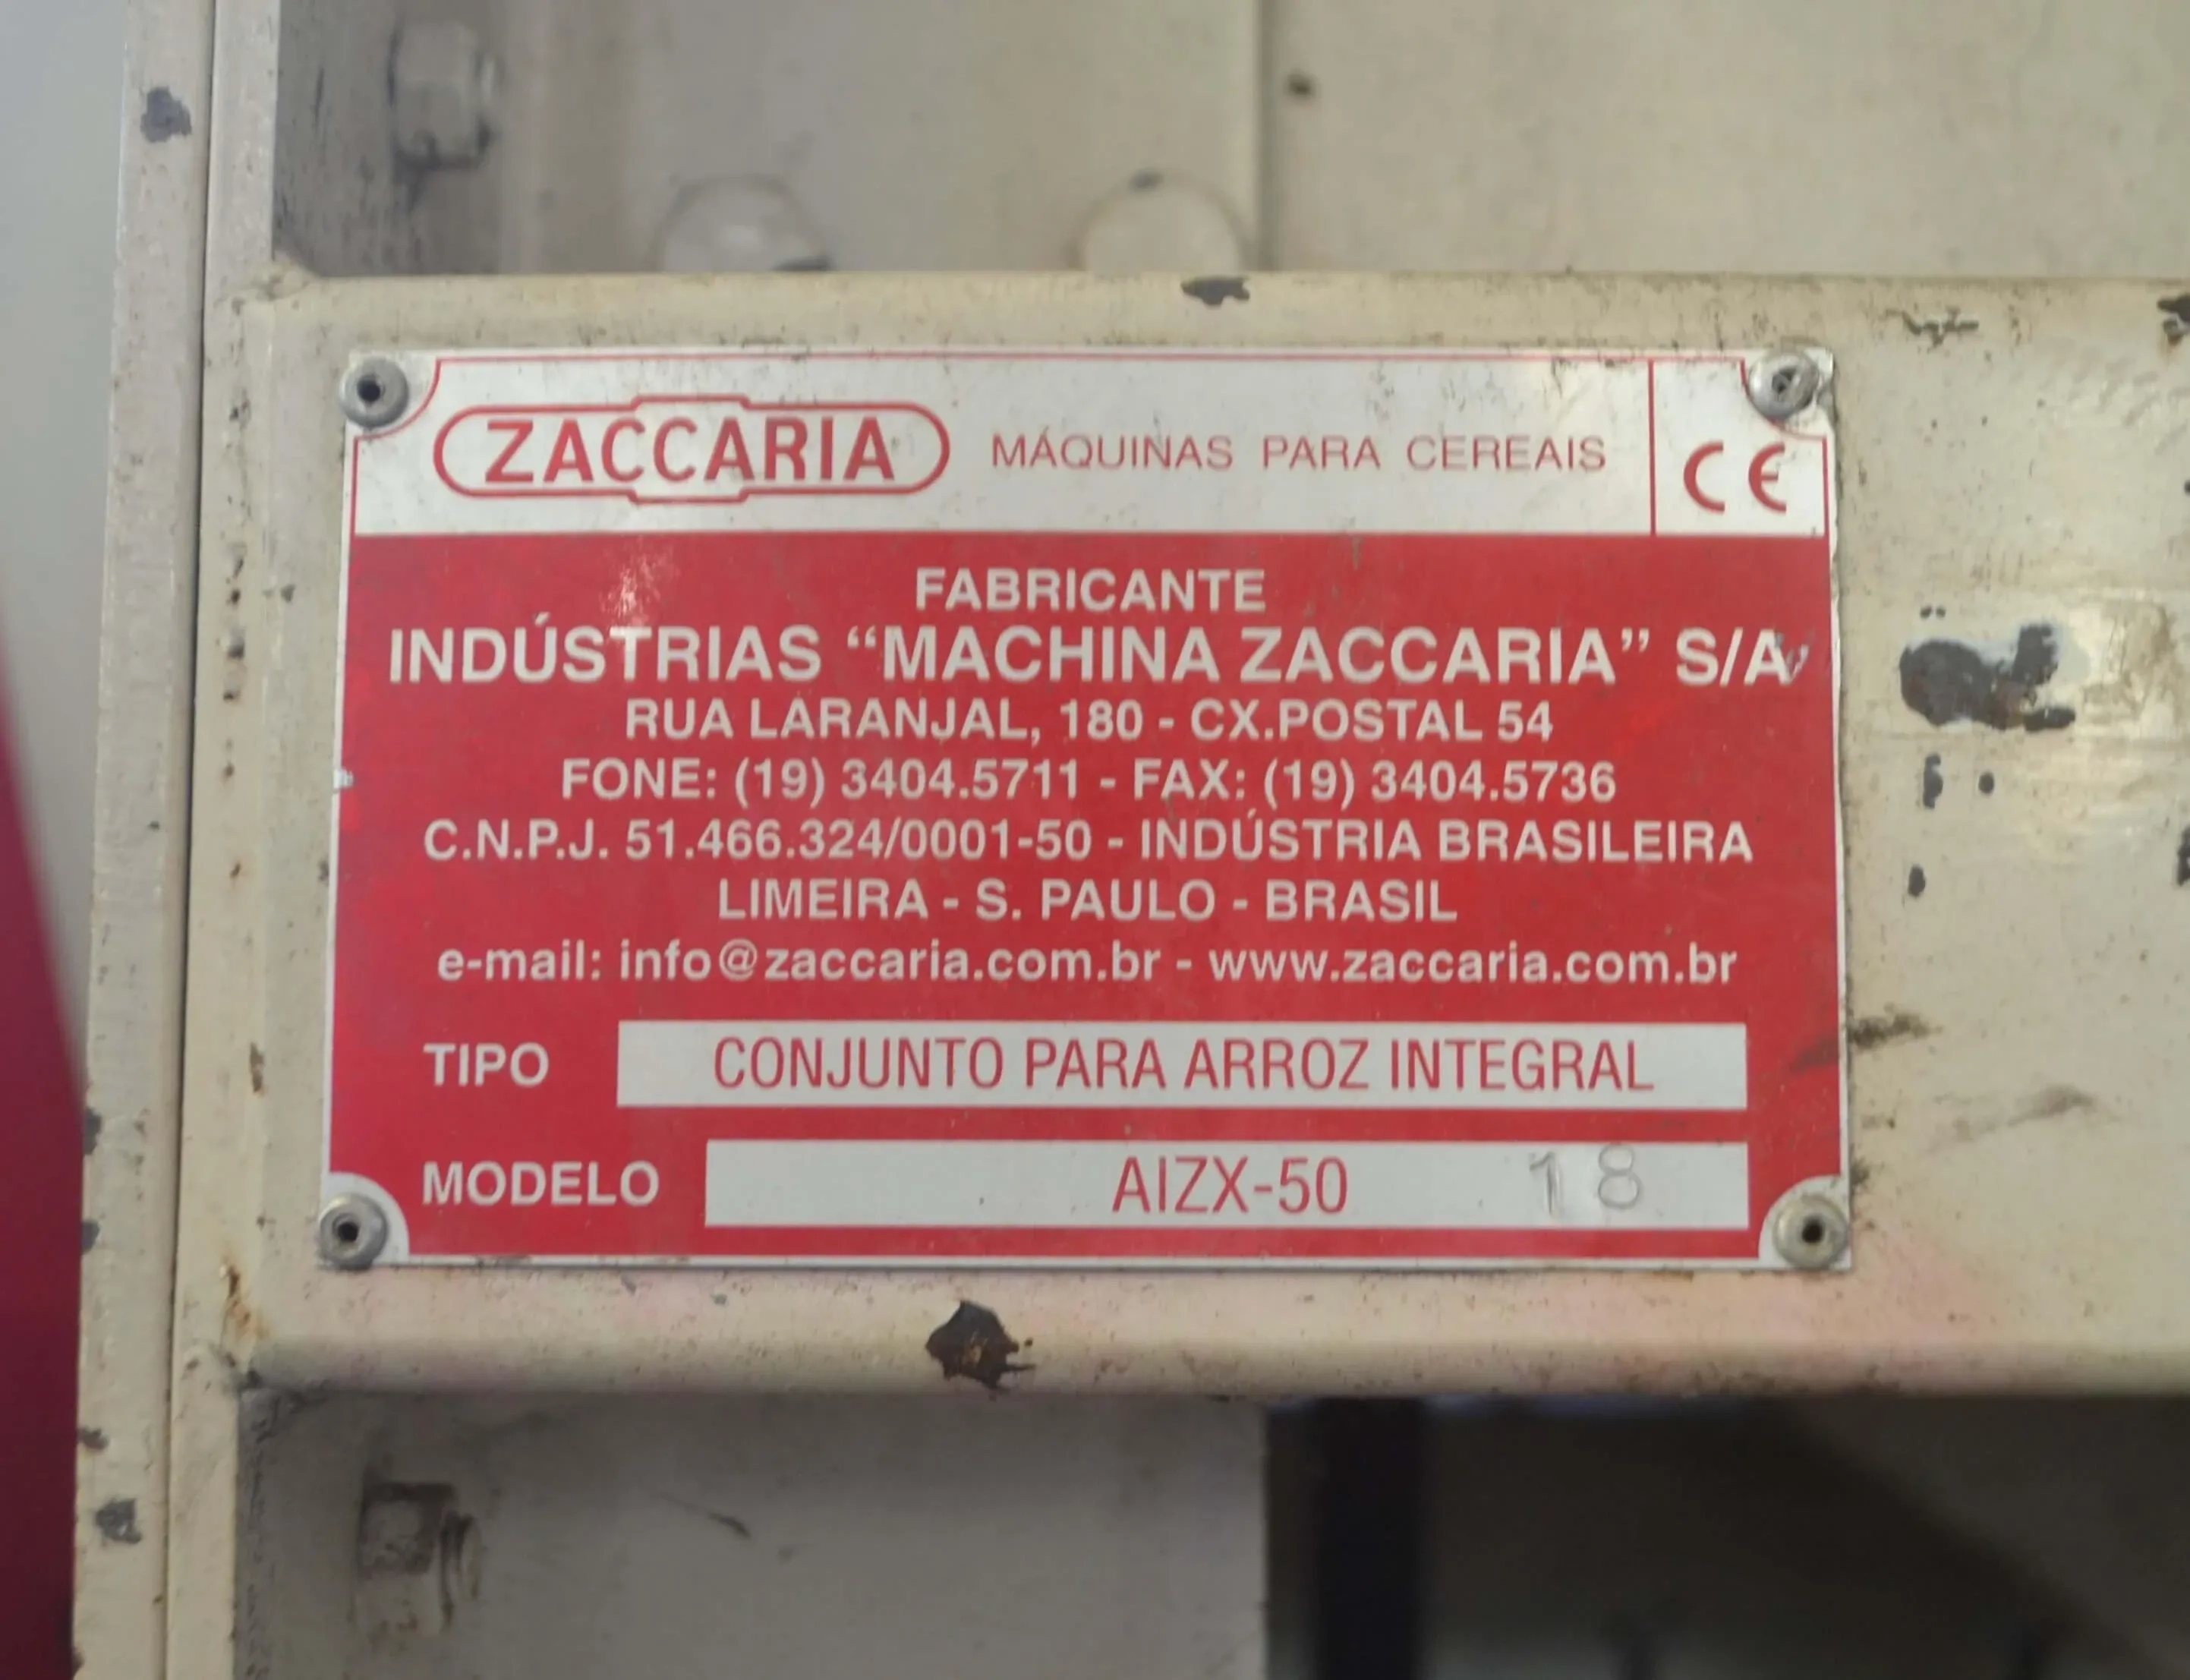 ZACCARIA MÁQUINAS PARA CEREAIS CE
FABRICANTE
INDÚSTRIAS “MACHINA ZACCARIA” S/A
RUA LARANJAL, 180 - CX.POSTAL 54
FONE: (19) 3404.5711 - FAX: (19) 3404.5736
C.N.P.J. 51.466.324/0001-50 - INDÚSTRIA BRASILEIRA
LIMEIRA - S. PAULO - BRASIL
e-mail: info@zaccaria.com.br - www.zaccaria.com.br
TIPO CONJUNTO PARA ARROZ INTEGRAL
MODELO AIZX-50 18